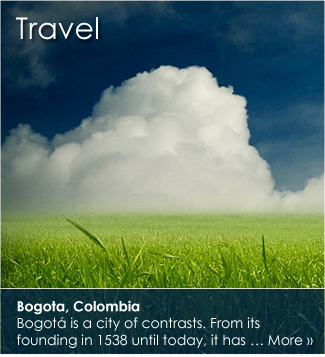 Travel
Bogota, Colombia
Bogotá is a city of contrasts. From its
founding in 1538 until today, it has ... More »